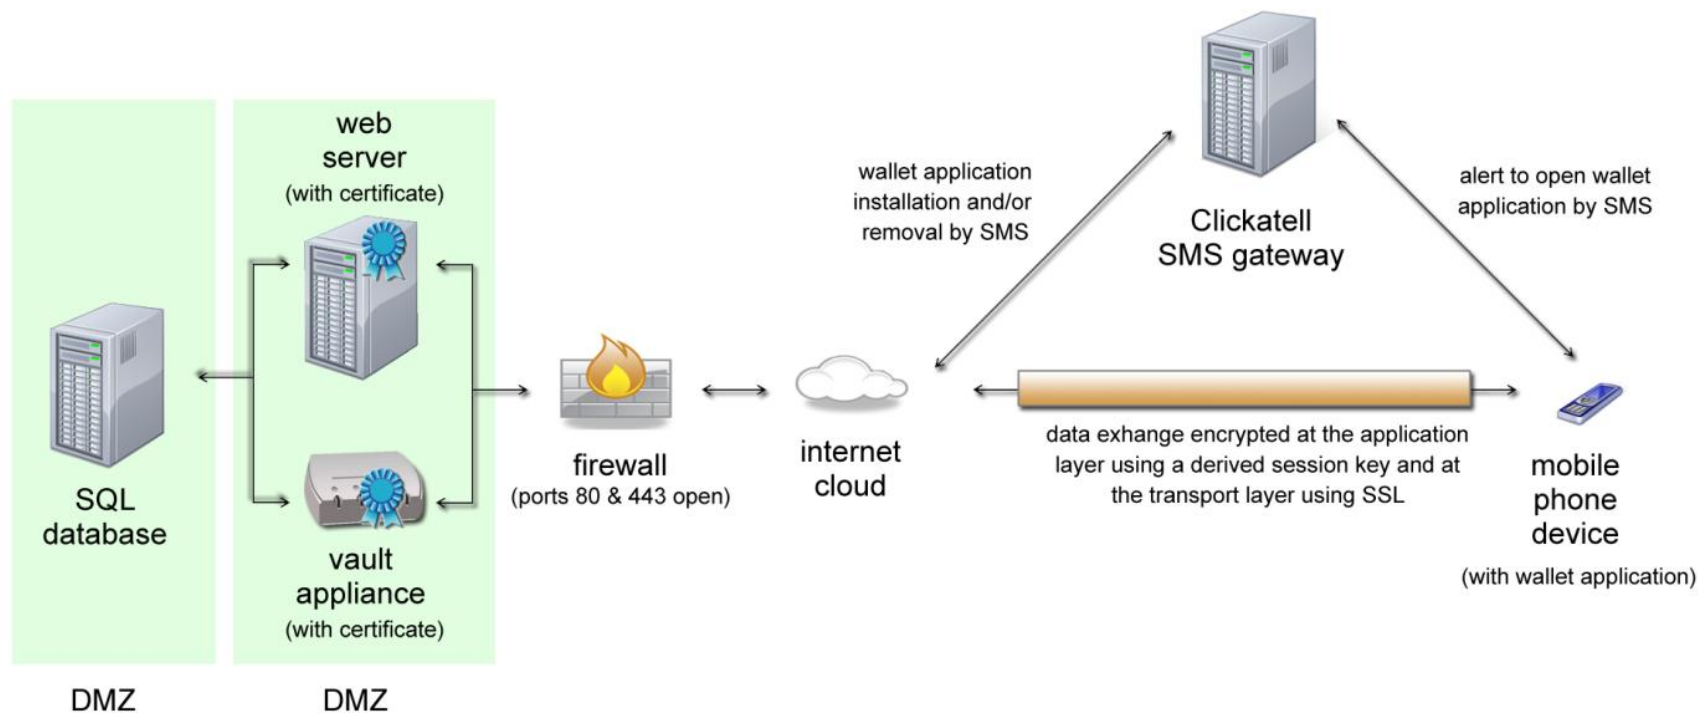 web
server
(with certificate)
SQL
database
vault
appliance
(with certificate)
DMZ
DMZ
firewall
(ports 80 & 443 open)
internet
cloud
wallet application
installation and/or
removal by SMS
Clickatell
SMS gateway
alert to open wallet
application by SMS
data exhange encrypted at the application
layer using a derived session key and at
the transport layer using SSL
mobile
phone
device
(with wallet application)